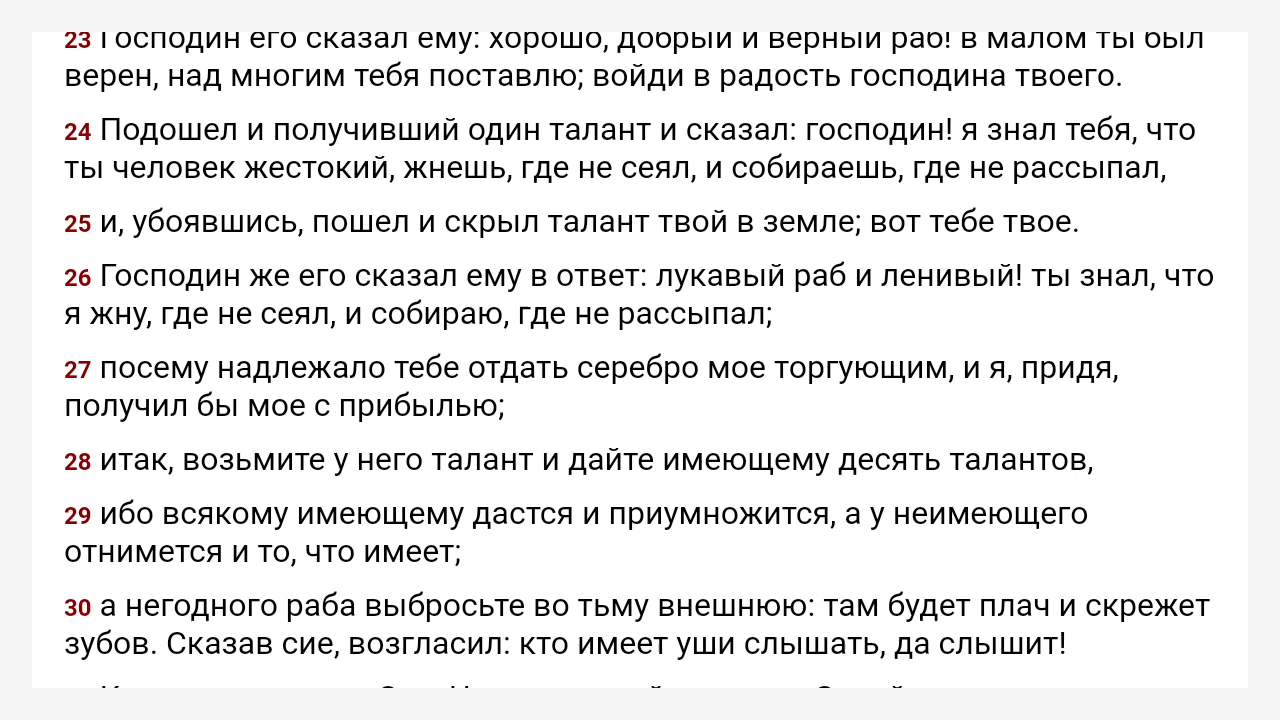 23 Господин его сказал ему: хорошо, добрый и верный раб! в малом ты был
верен, над многим тебя поставлю; войди в радость господина твоего.
24 Подошел и получивший один талант и сказал: господин! я знал тебя, что
ты человек жестокий, жнешь, где не сеял, и собираешь, где не рассыпал,
25 и, убоявшись, пошел и скрыл талант твой в земле; вот тебе твое.
26 Господин же его сказал ему в ответ: лукавый раб и ленивый! ты знал, что
я жну, где не сеял, и собираю, где не рассыпал;
27 посему надлежало тебе отдать серебро мое торгующим, и я, придя,
получил бы мое с прибылью;
28 итак, возьмите у него талант и дайте имеющему десять талантов,
29 ибо всякому имеющему дастся и приумножится, а у неимеющего
отнимется и то, что имеет;
30 а негодного раба выбросьте во тьму внешнюю: там будет плач и скрежет
зубов. Сказав сие, возгласил: кто имеет уши слышать, да слышит!